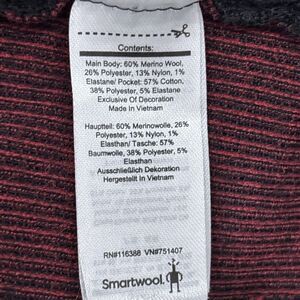 Contents:
Main Body: 60% Merino Wool,
26% Polyester, 13% Nylon, 1%
Elastane/ Pocket: 57% Cotton,
38% Polyester, 5% Elastane
Exclusive Of Decoration
Made In Vietnam
Hauptteil: 60% Merinowolle, 26%
Polyester, 13% Nylon, 1%
Elasthan/ Tasche: 57%
Baumwolle, 38% Polyester, 5%
Elasthan
Ausschließlich Dekoration
Hergestellt In Vietnam
RN#116388 VN#751407
Smartwool.